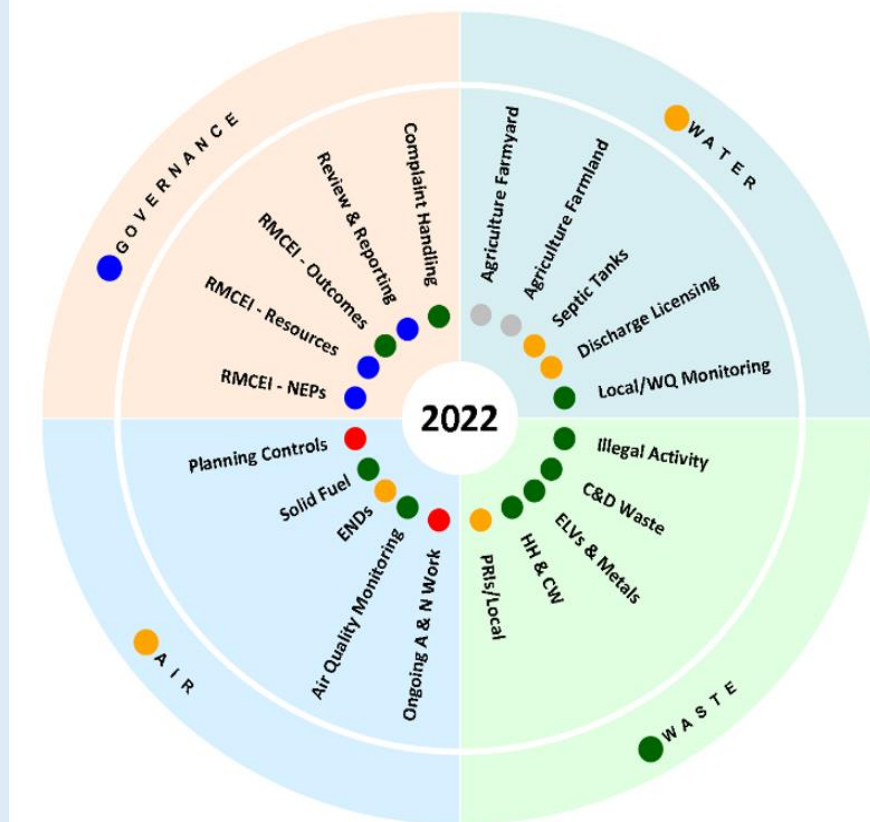 GOVERNANCE
WATER
Complaint Handling
Review & Reporting
RMCEI - Outcomes
RMCEI - Resources
RMCEI - NEPs
Agriculture Farmyard
Agriculture Farmland
Septic Tanks
Discharge Licensing
Local/WQ Monitoring
2022
Planning Controls
Solid Fuel
ENDs
Air Quality Monitoring
Ongoing A & N Work
Illegal Activity
C&D Waste
ELVs & Metals
HH & CW
PRIs/Local
AIR
WASTE